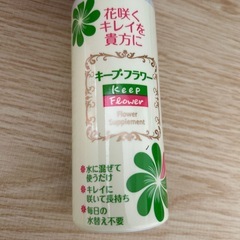 花咲く
キレイを
貴方に
キープ・フラワー
Keep
Flower
Flower
Supplement
・水に混ぜて
使うだけ
・キレイに
咲いて長持ち
・毎日の
水替え不要